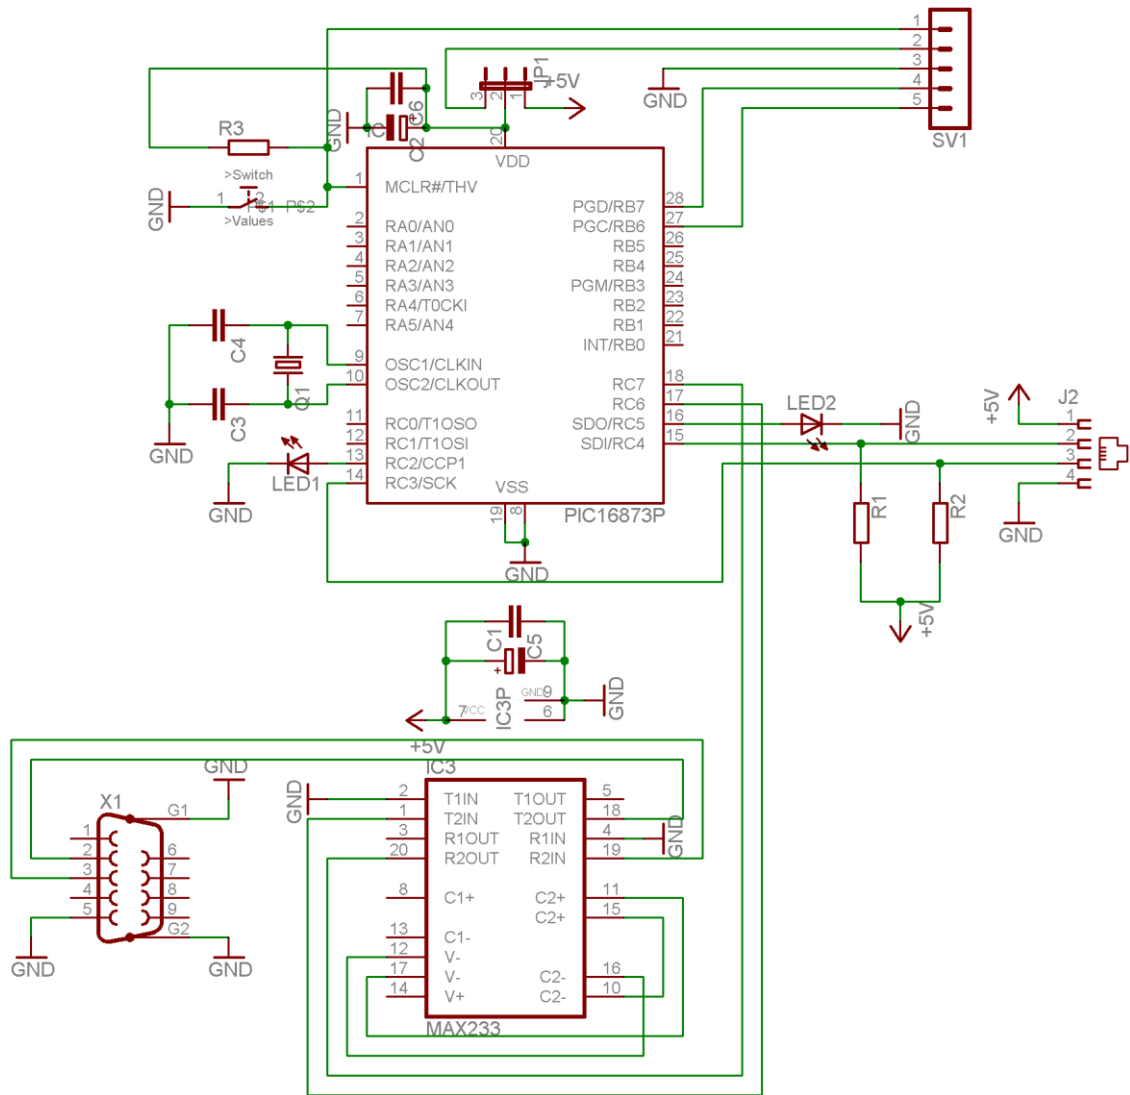 1
2
3
4
5
SV1
GND
JP1
+5V
3
2
1
20
GND
IC
C2
C6
R3
>Switch
1
2
P$1 P$2
>Values
GND
VDD
1 MCLR#/THV
2 RA0/AN0
3 RA1/AN1
4 RA2/AN2
5 RA3/AN3
6 RA4/T0CKI
7 RA5/AN4
9 OSC1/CLKIN
10 OSC2/CLKOUT
11 RC0/T1OSO
12 RC1/T1OSI
13 RC2/CCP1
14 RC3/SCK
PGD/RB7 28
PGC/RB6 27
RB5 26
RB4 25
PGM/RB3 24
RB2 23
RB1 22
INT/RB0 21
RC7 18
RC6 17
SDO/RC5 16
SDI/RC4 15
VSS
19
8
PIC16873P
GND
C4
C3
Q1
GND
LED1
GND
LED2
GND
+5V
J2
1
2
3
4
GND
R1
R2
+5V
C1
C5
IC3P
7 VCC
GND 9
6
GND
+5V
IC3
GND
2 T1IN
1 T2IN
3 R1OUT
20 R2OUT
8 C1+
13 C1-
12 V-
17 V-
14 V+
T1OUT 5
T2OUT 18
R1IN 4
R2IN 19
C2+ 11
C2+ 15
C2- 16
C2- 10
GND
MAX233
GND
X1
G1
1
2
3
4
5
6
7
8
9
G2
GND
GND